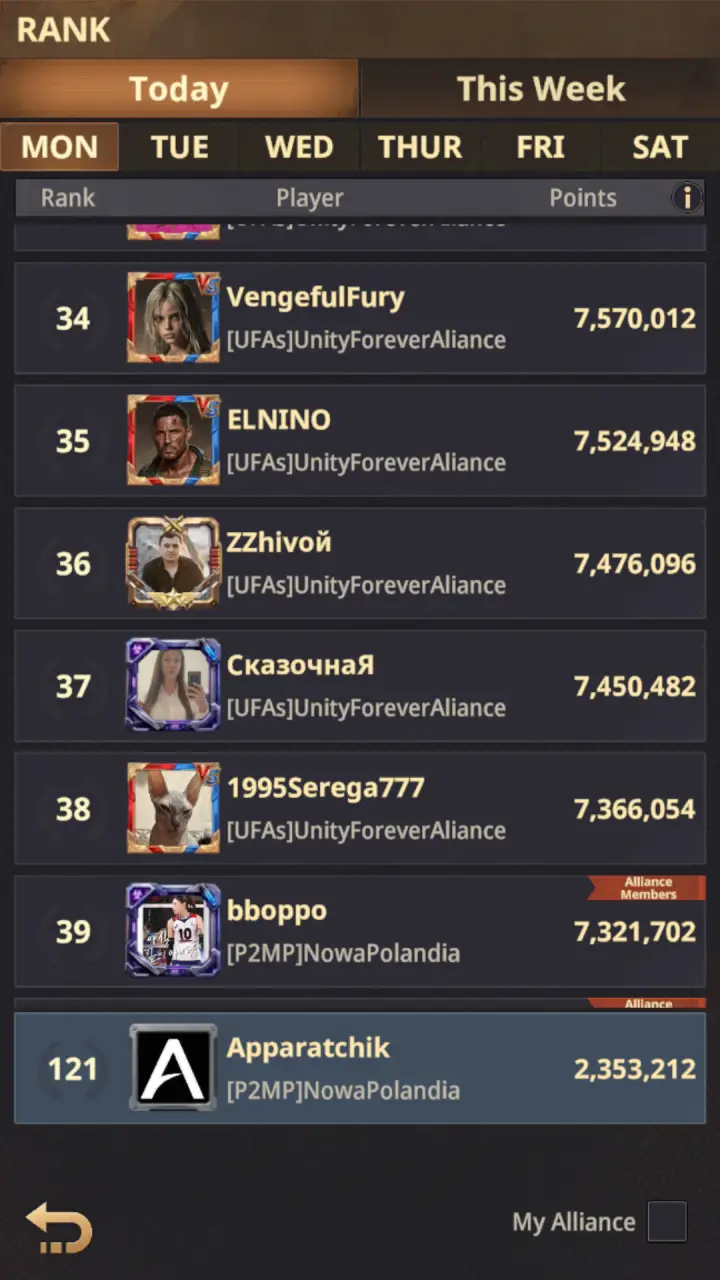 RANK
Today
This Week
MON
TUE
WED
THUR
FRI
SAT
Rank
Player
Points
34
VengefulFury
[UFAs]UnityForeverAliance
7,570,012
35
ELNINO
[UFAs]UnityForeverAliance
7,524,948
36
ZZhivoй
[UFAs]UnityForeverAliance
7,476,096
37
СказочнаЯ
[UFAs]UnityForeverAliance
7,450,482
38
1995Serega777
[UFAs]UnityForeverAliance
7,366,054
Alliance
Members
39
10
bboppo
[P2MP]NowaPolandia
7,321,702
Alliance
121
Apparatchik
[P2MP]NowaPolandia
2,353,212
My Alliance